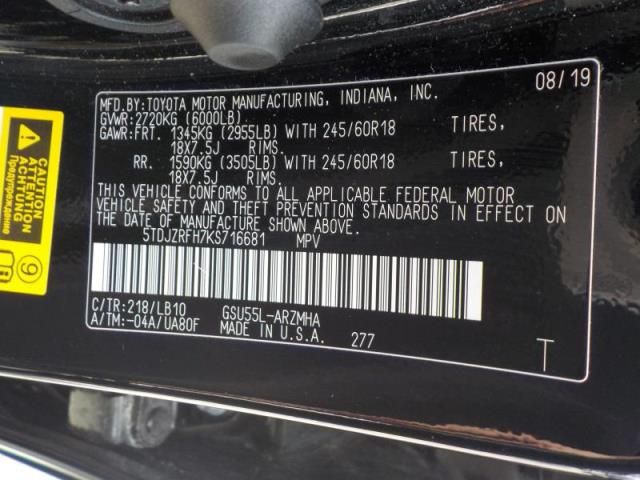 08/19
MFD.BY:TOYOTA MOTOR MANUFACTURING, INDIANA, INC.
GVWR:2720KG (6000LB)
GAWR:FRT. 1345KG (2955LB) WITH 245/60R18 TIRES,
18X7.5J RIMS.
RR. 1590KG (3505LB) WITH 245/60R18 TIRES,
18X7.5J RIMS.
THIS VEHICLE CONFORMS TO ALL APPLICABLE FEDERAL MOTOR
VEHICLE SAFETY AND THEFT PREVENTION STANDARDS IN EFFECT ON
THE DATE OF MANUFACTURE SHOWN ABOVE.
5TDJZRFH7KS716681 MPV
C/TR:218/LB10 GSU55L-ARZMHA
A/TM:-04A/UA80F MADE IN U.S.A. 277
T
CAUTION
ATTENTION
Предупреждение
9